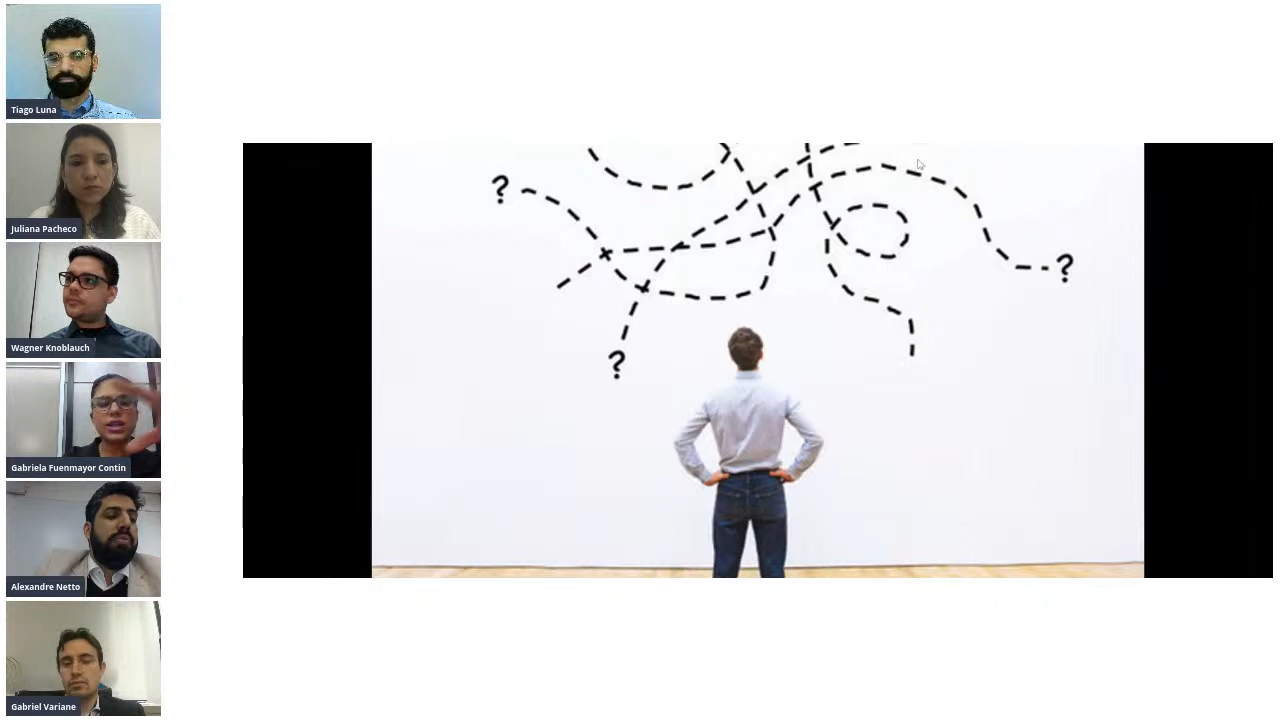 Tiago Luna
Juliana Pacheco
Wagner Knoblauch
Gabriela Fuenmayor Contin
Alexandre Netto
Gabriel Variane
?
?
?